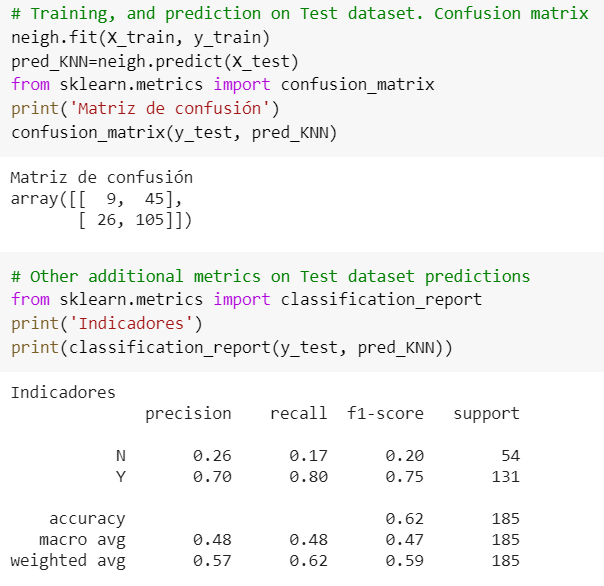 # Training, and prediction on Test dataset. Confusion matrix
neigh.fit(X_train, y_train)
pred_KNN=neigh.predict(X_test)
from sklearn.metrics import confusion_matrix
print('Matriz de confusión')
confusion_matrix(y_test, pred_KNN)
Matriz de confusión
array([[  9,  45],
       [ 26, 105]])
# Other additional metrics on Test dataset predictions
from sklearn.metrics import classification_report
print('Indicadores')
print(classification_report(y_test, pred_KNN))
Indicadores
              precision    recall  f1-score   support
           N       0.26      0.17      0.20        54
           Y       0.70      0.80      0.75       131
    accuracy                           0.62       185
   macro avg       0.48      0.48      0.47       185
weighted avg       0.57      0.62      0.59       185